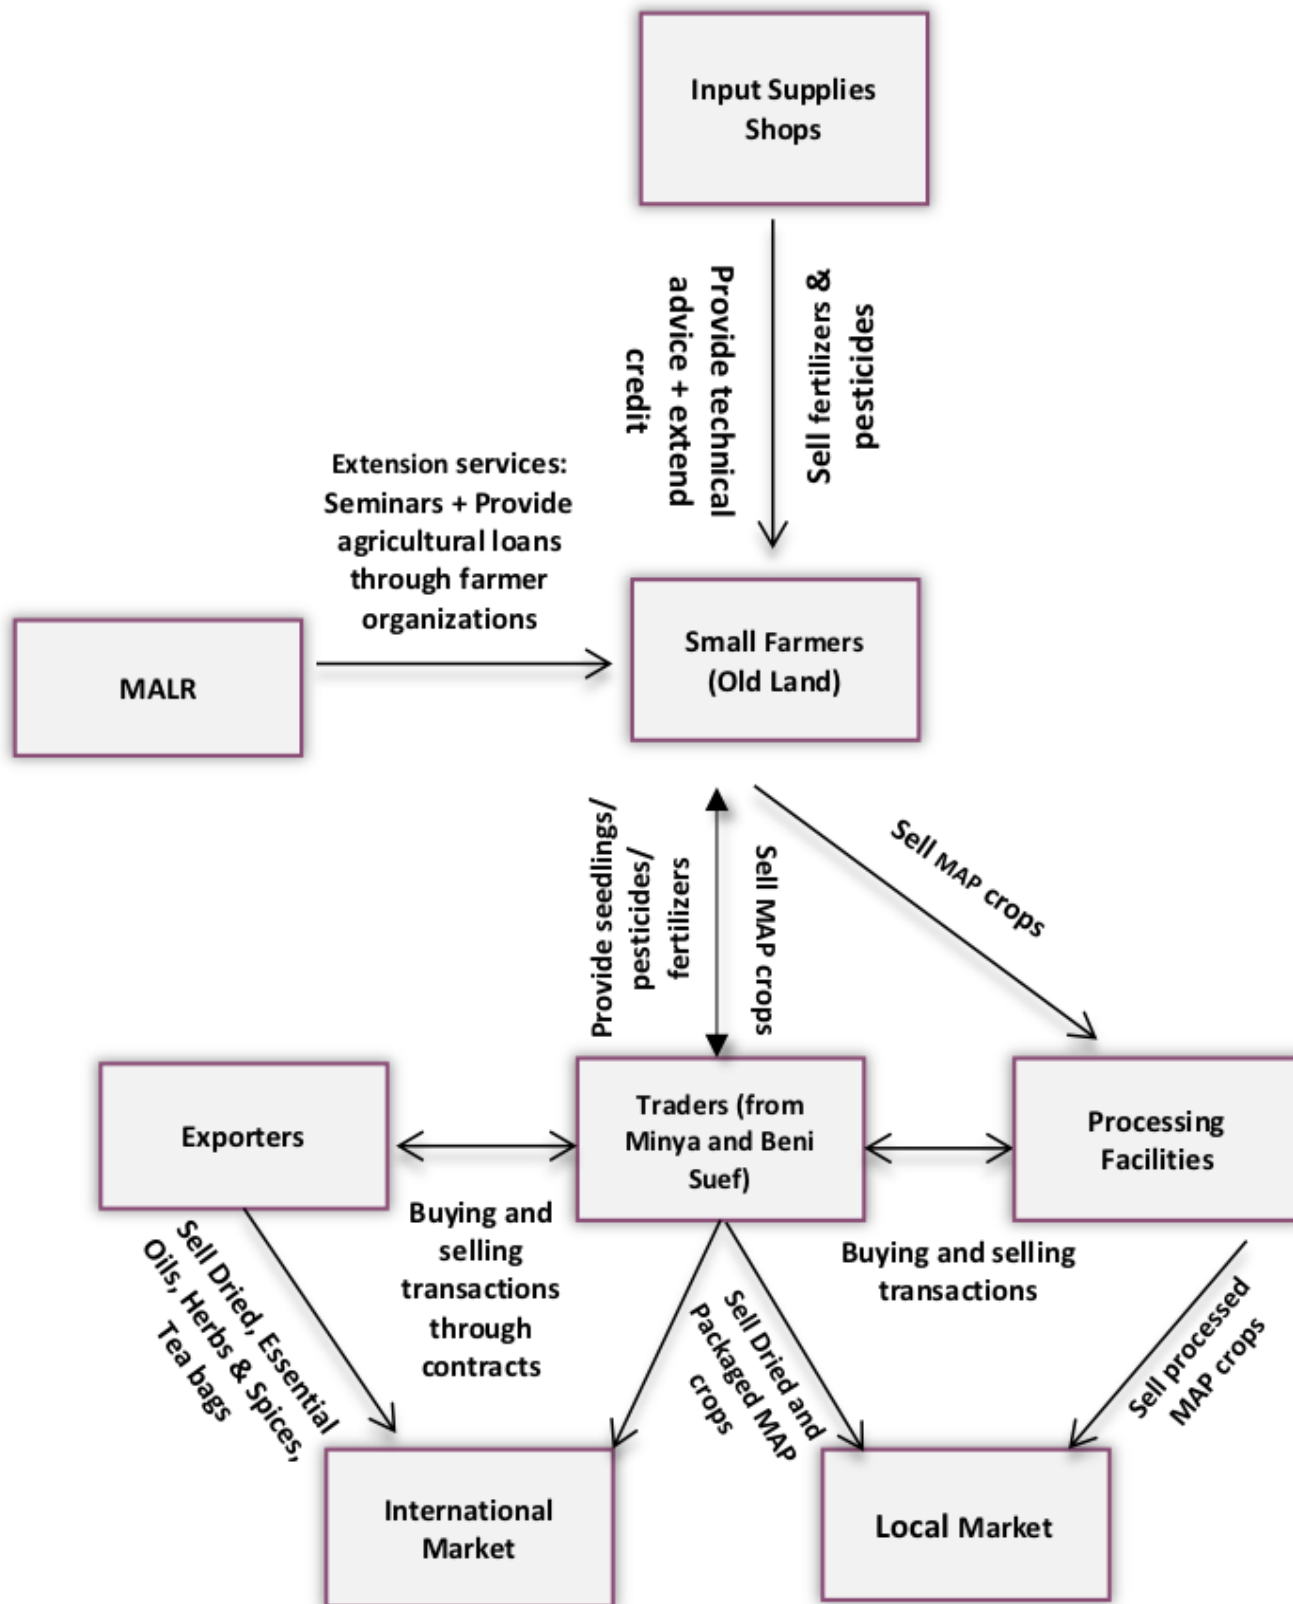 Input Supplies
Shops
Provide technical
advice + extend
credit
Sell fertilizers &
pesticides
Extension services:
Seminars + Provide
agricultural loans
through farmer
organizations
MALR
Small Farmers
(Old Land)
Provide seedlings/
pesticides/
fertilizers
Sell MAP crops
Sell MAP crops
Exporters
Traders (from
Minya and Beni
Suef)
Processing
Facilities
Buying and
selling
transactions
through
contracts
Buying and selling
transactions
Sell Dried, Essential
Oils, Herbs & Spices,
Tea bags
Sell Dried and
Packaged MAP
crops
Sell processed
MAP crops
International
Market
Local Market